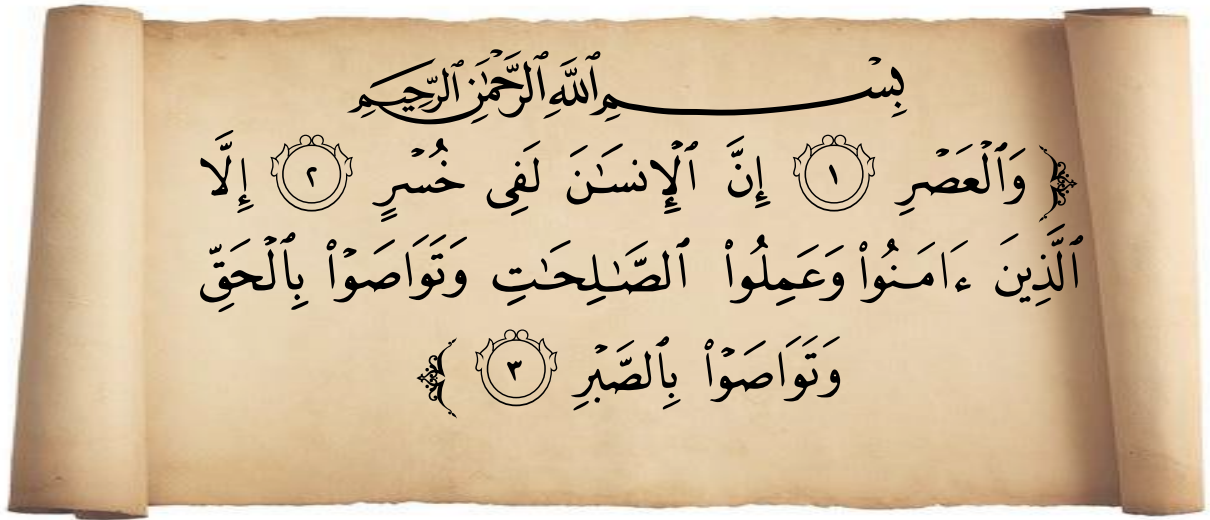 بِسْمِ ٱللَّهِ ٱلرَّحْمَٰنِ ٱلرَّحِيمِ
﴿ وَٱلْعَصْرِ ١ إِنَّ ٱلْإِنسَـٰنَ لَفِى خُسْرٍ ٢ إِلَّا
ٱلَّذِينَ ءَامَنُوا۟ وَعَمِلُوا۟ ٱلصَّـٰلِحَـٰتِ وَتَوَاصَوْا۟ بِٱلْحَقِّ
وَتَوَاصَوْا۟ بِٱلصَّبْرِ ٣ ﴾